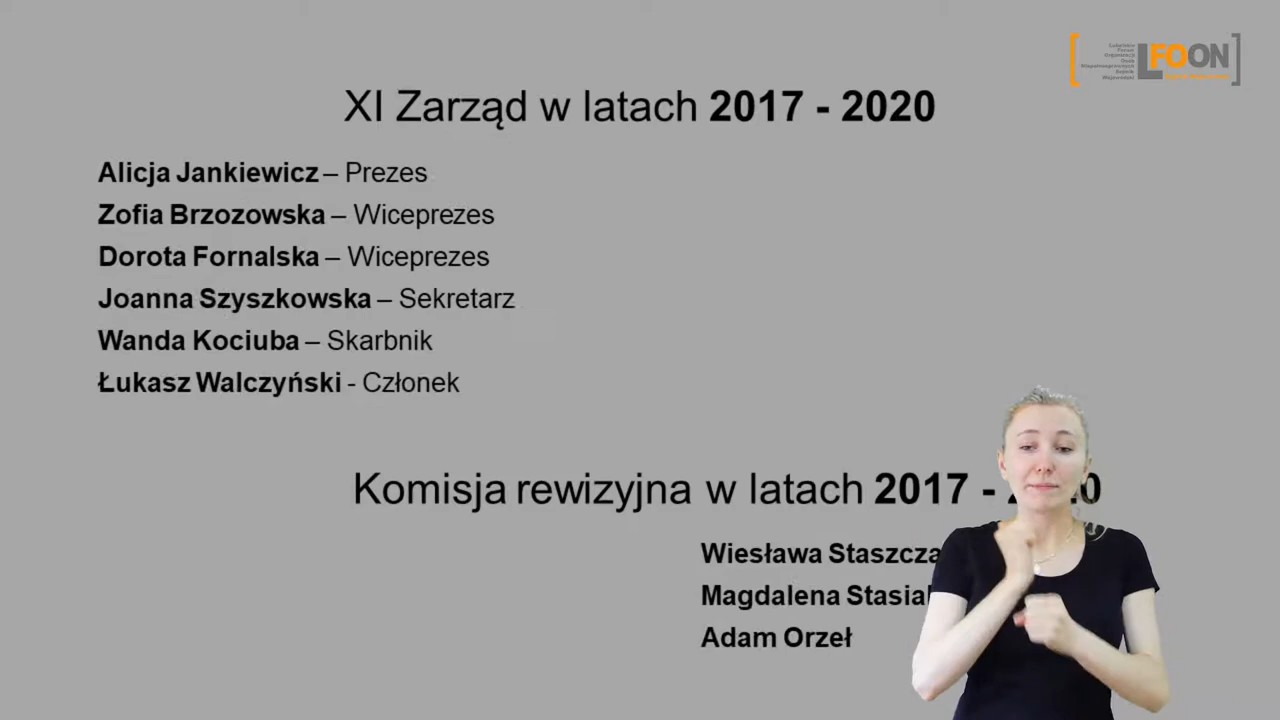 LFOON
XI Zarząd w latach 2017 - 2020
Alicja Jankiewicz – Prezes
Zofia Brzozowska – Wiceprezes
Dorota Fornalska – Wiceprezes
Joanna Szyszkowska – Sekretarz
Wanda Kociuba – Skarbnik
Łukasz Walczyński - Członek
Komisja rewizyjna w latach 2017 -
Wiesława
Magdalena
Adam Orzeł